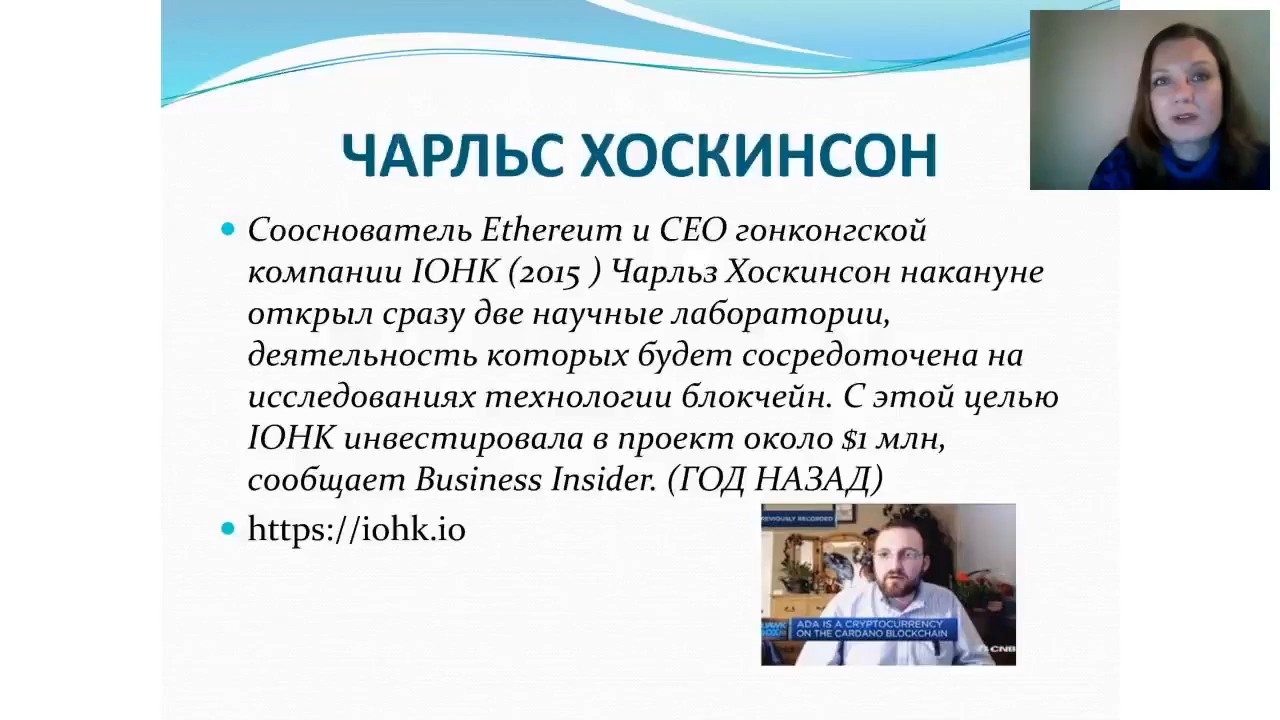 ЧАРЛЬС ХОСКИНСОН
Сооснователь Ethereum и CEO гонконгской
компании IOHK (2015 ) Чарльз Хоскинсон накануне
открыл сразу две научные лаборатории,
деятельность которых будет сосредоточена на
исследованиях технологии блокчейн. С этой целью
IOHK инвестировала в проект около $1 млн,
сообщает Business Insider. (ГОД НАЗАД)
https://iohk.io
REVIOUSLY RECORDED
ADA IS A CRYPTOCURRENCY
ON THE CARDANO BLOCKCHAIN
CNB